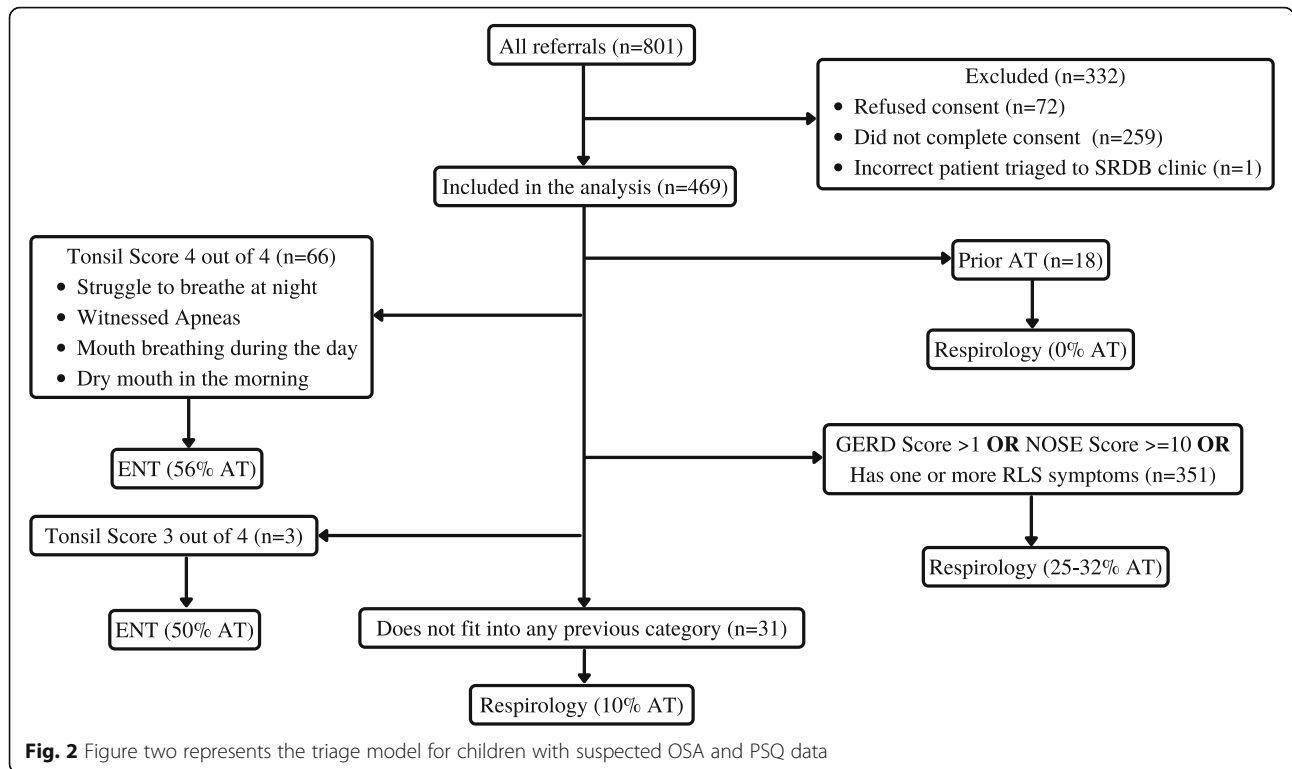 All referrals (n=801)
Excluded (n=332)
• Refused consent (n=72)
• Did not complete consent (n=259)
• Incorrect patient triaged to SRDB clinic (n=1)
Included in the analysis (n=469)
Tonsil Score 4 out of 4 (n=66)
• Struggle to breathe at night
• Witnessed Apneas
• Mouth breathing during the day
• Dry mouth in the morning
Prior AT (n=18)
Respirology (0% AT)
ENT (56% AT)
GERD Score >1 OR NOSE Score >=10 OR
Has one or more RLS symptoms (n=351)
Respirology (25-32% AT)
Tonsil Score 3 out of 4 (n=3)
ENT (50% AT)
Does not fit into any previous category (n=31)
Respirology (10% AT)
Fig. 2 Figure two represents the triage model for children with suspected OSA and PSQ data